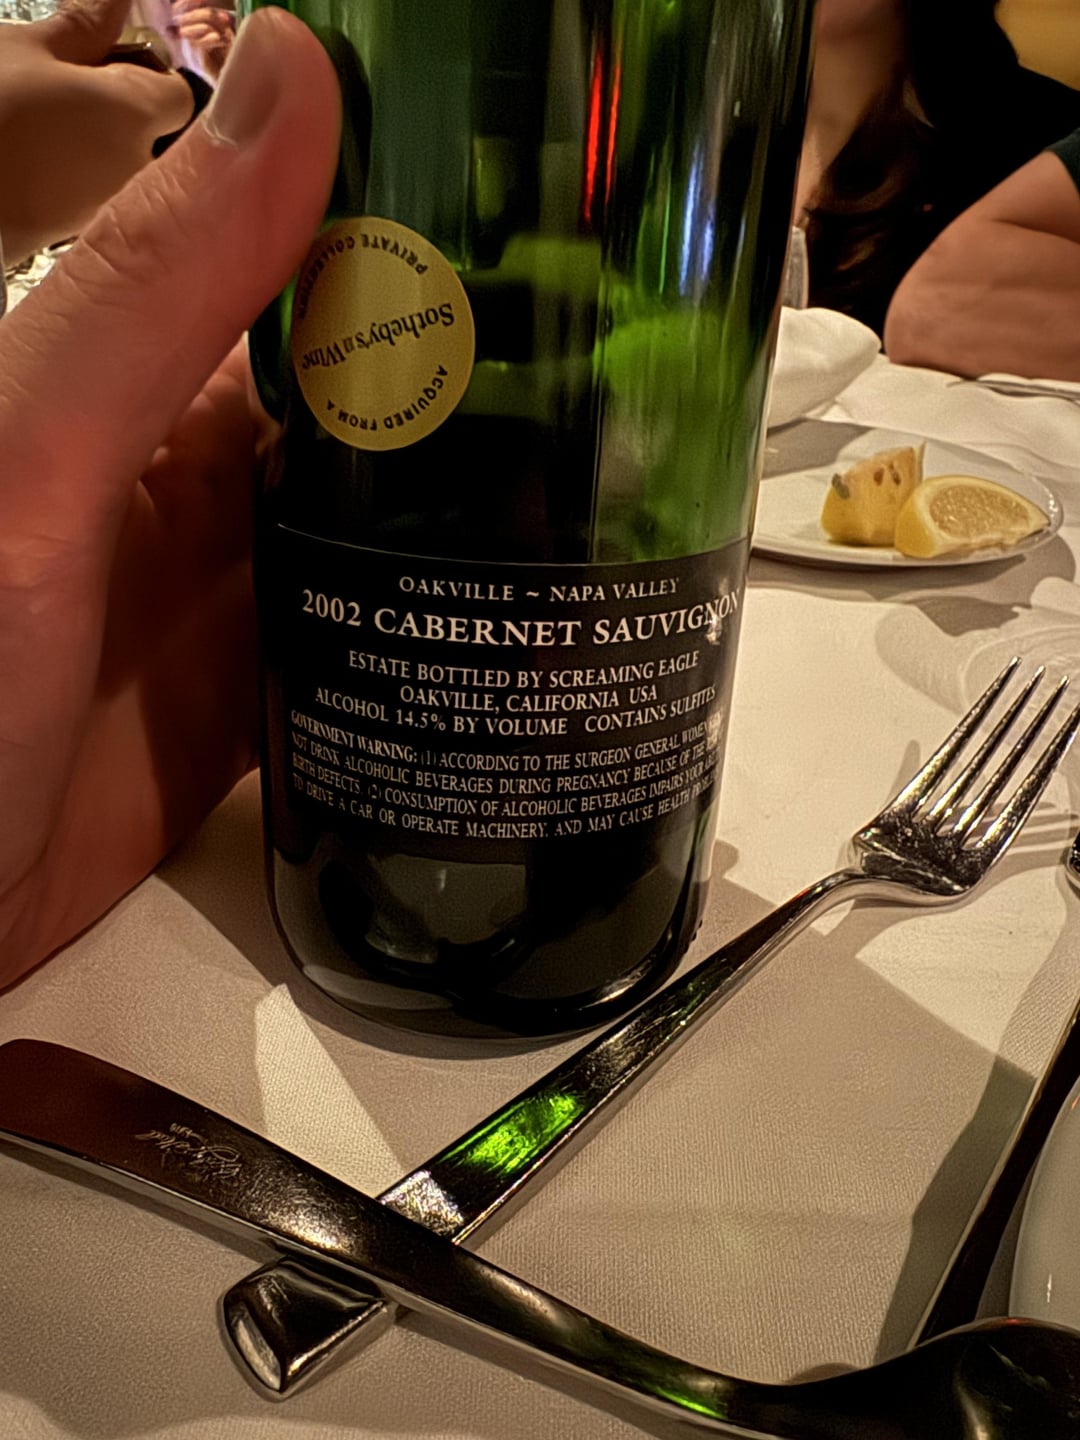 ACQUIRED FROM A
Sotheby's Wine
PRIVATE COLLECTION
OAKVILLE ~ NAPA VALLEY
2002 CABERNET SAUVIGNON
ESTATE BOTTLED BY SCREAMING EAGLE
OAKVILLE, CALIFORNIA USA
ALCOHOL 14.5% BY VOLUME CONTAINS SULFITES
GOVERNMENT WARNING: (1) ACCORDING TO THE SURGEON GENERAL, WOMEN
NOT DRINK ALCOHOLIC BEVERAGES DURING PREGNANCY BECAUSE OF THE
BIRTH DEFECTS (2) CONSUMPTION OF ALCOHOLIC BEVERAGES IMPAIRS YOUR
TO DRIVE A CAR OR OPERATE MACHINERY, AND MAY CAUSE HEALTH